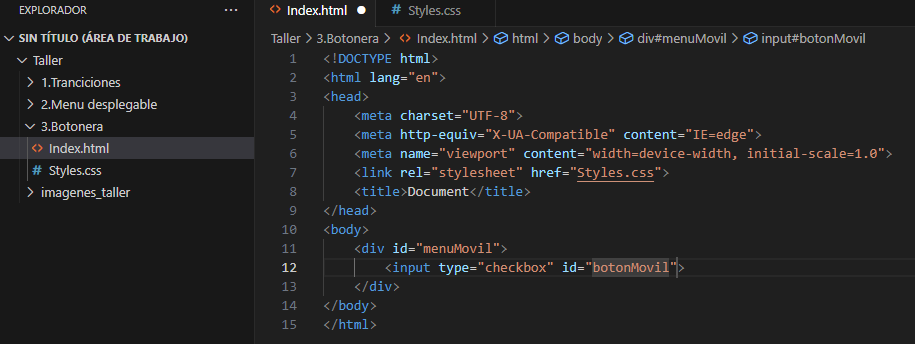 EXPLORADOR ...
SIN TÍTULO (ÁREA DE TRABAJO)
Taller
1.Tranciciones
2.Menu desplegable
3.Botonera
Index.html
# Styles.css
imagenes_taller
Index.html
# Styles.css
Taller > 3.Botonera > Index.html > html > body > div#menuMovil > input#botonMovil
1 <!DOCTYPE html>
2 <html lang="en">
3 <head>
4     <meta charset="UTF-8">
5     <meta http-equiv="X-UA-Compatible" content="IE=edge">
6     <meta name="viewport" content="width=device-width, initial-scale=1.0">
7     <link rel="stylesheet" href="Styles.css">
8     <title>Document</title>
9 </head>
10 <body>
11     <div id="menuMovil">
12         <input type="checkbox" id="botonMovil">
13     </div>
14 </body>
15 </html>